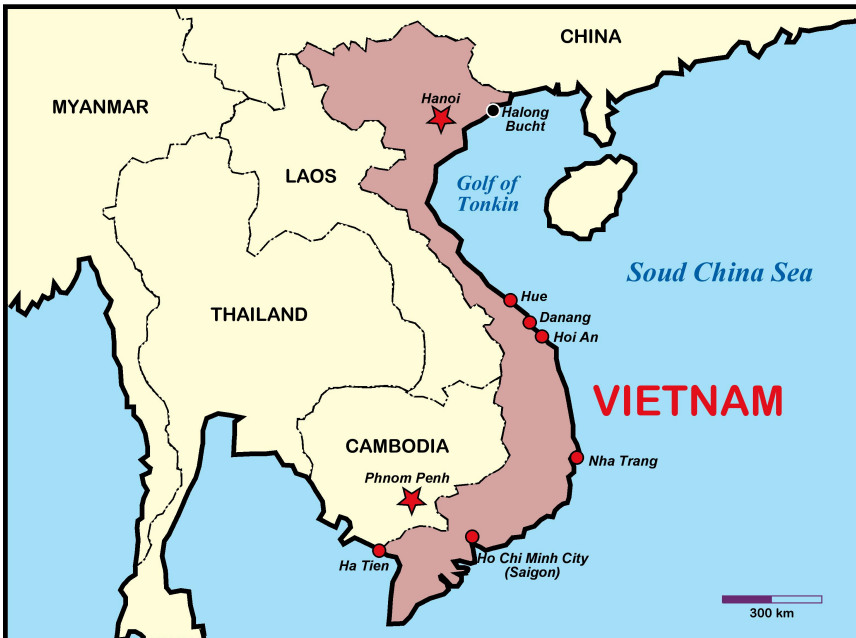 CHINA
MYANMAR
Hanoi
Halong
Bucht
LAOS
Golf of
Tonkin
Soud China Sea
Hue
THAILAND
Danang
Hoi An
VIETNAM
CAMBODIA
Nha Trang
Phnom Penh
Ho Chi Minh City
(Saigon)
Ha Tien
300 km